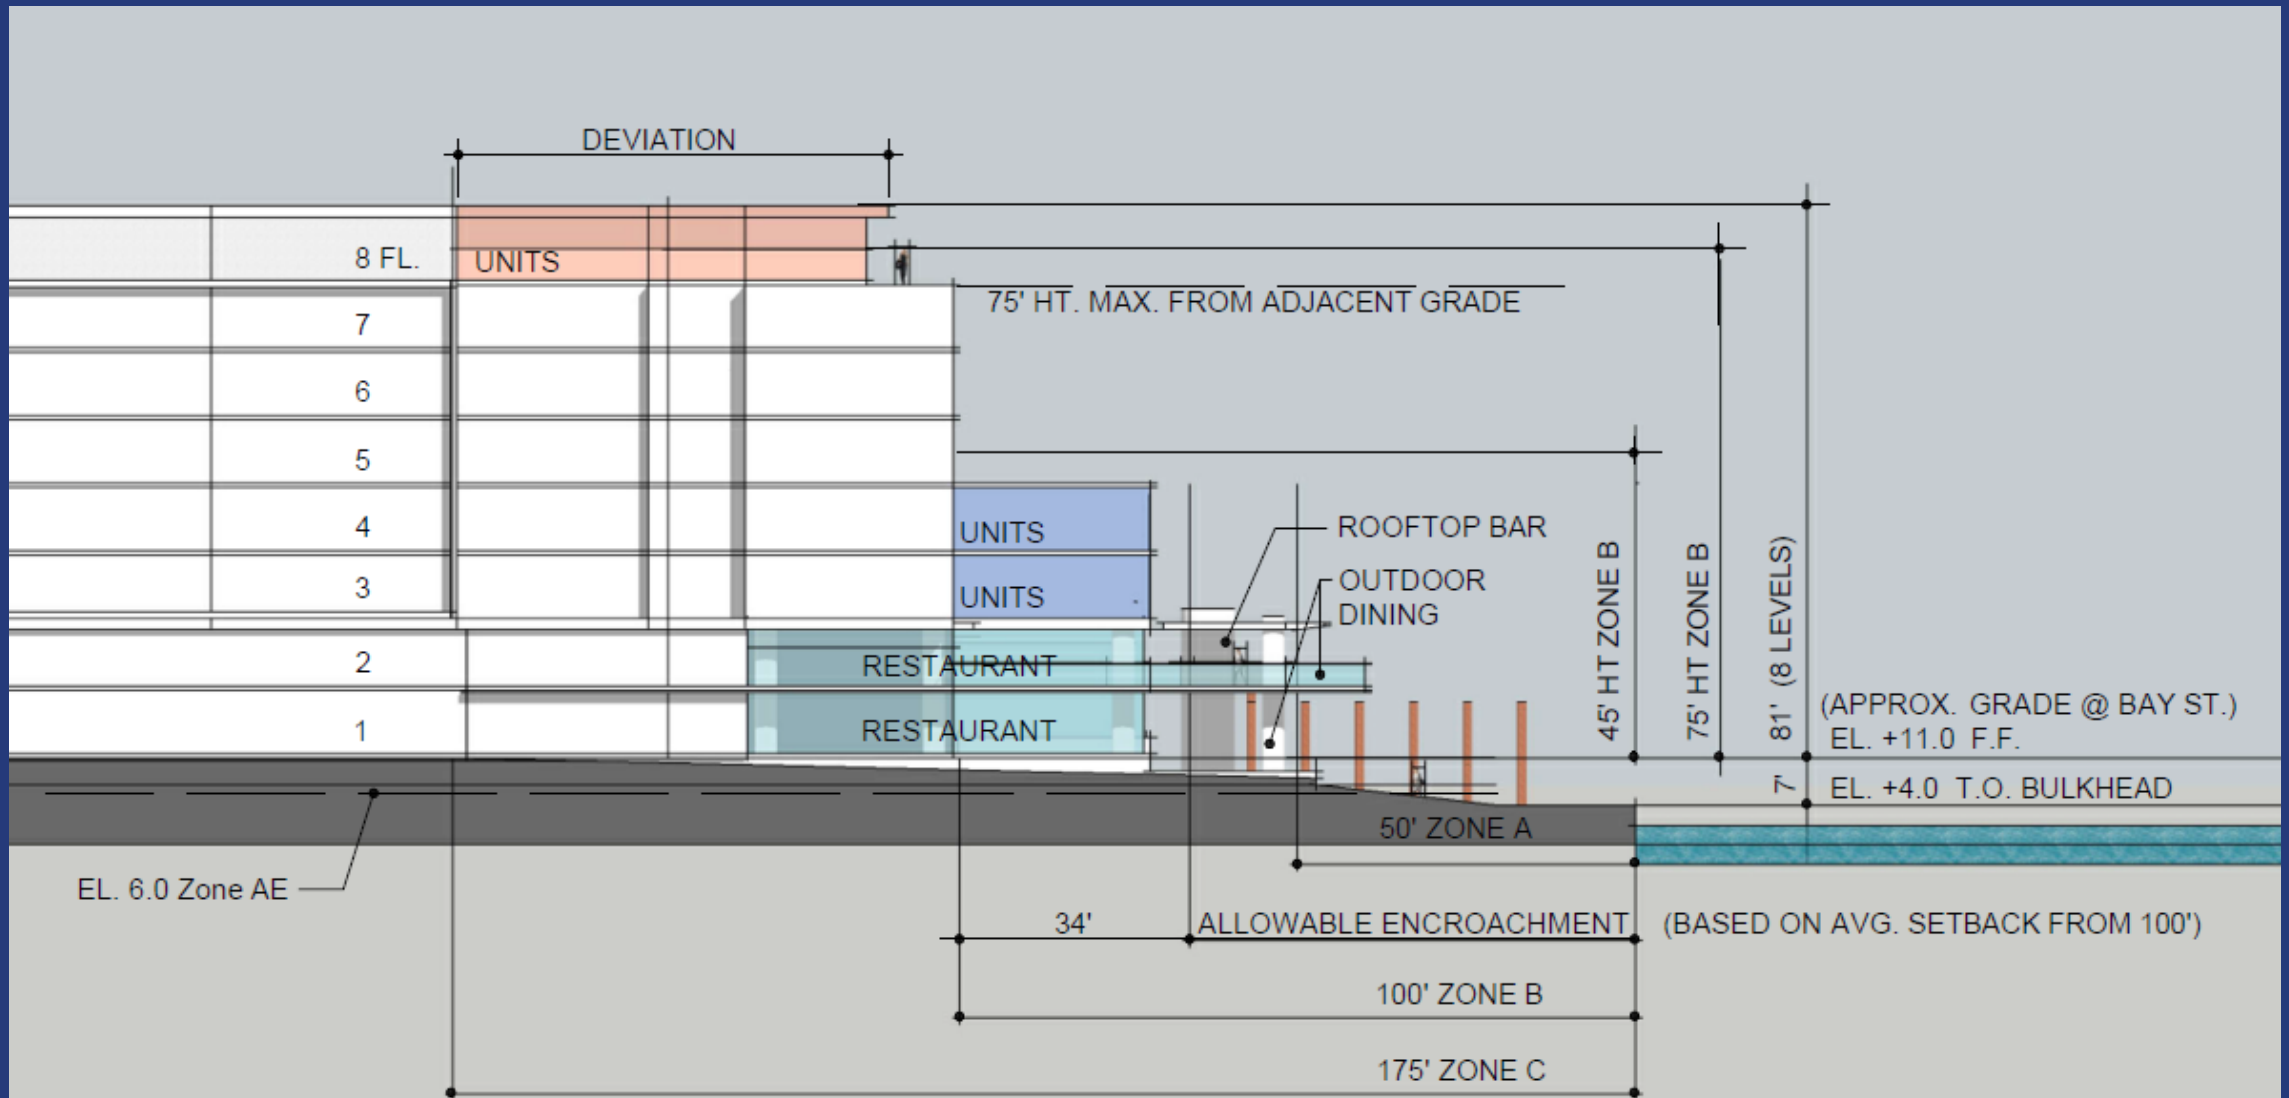 DEVIATION
8 FL.
UNITS
75' HT. MAX. FROM ADJACENT GRADE
7
6
5
4
UNITS
ROOFTOP BAR
3
UNITS
OUTDOOR
DINING
2
RESTAURANT
1
RESTAURANT
45' HT ZONE B
75' HT ZONE B
81' (8 LEVELS)
(APPROX. GRADE @ BAY ST.)
EL. +11.0 F.F.
7'
EL. +4.0 T.O. BULKHEAD
50' ZONE A
EL. 6.0 Zone AE
34'
ALLOWABLE ENCROACHMENT
(BASED ON AVG. SETBACK FROM 100')
100' ZONE B
175' ZONE C